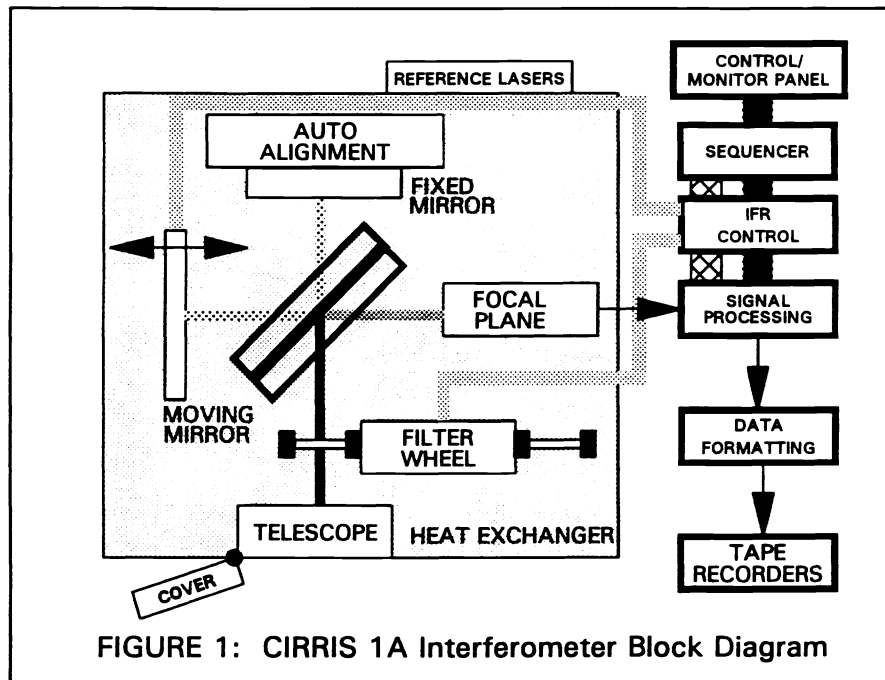 REFERENCE LASERS
CONTROL/
MONITOR PANEL
AUTO
ALIGNMENT
SEQUENCER
FIXED
MIRROR
IFR
CONTROL
FOCAL
PLANE
SIGNAL
PROCESSING
MOVING
MIRROR
FILTER
WHEEL
DATA
FORMATTING
TELESCOPE
HEAT EXCHANGER
TAPE
RECORDERS
COVER
FIGURE 1: CIRRIS 1A Interferometer Block Diagram